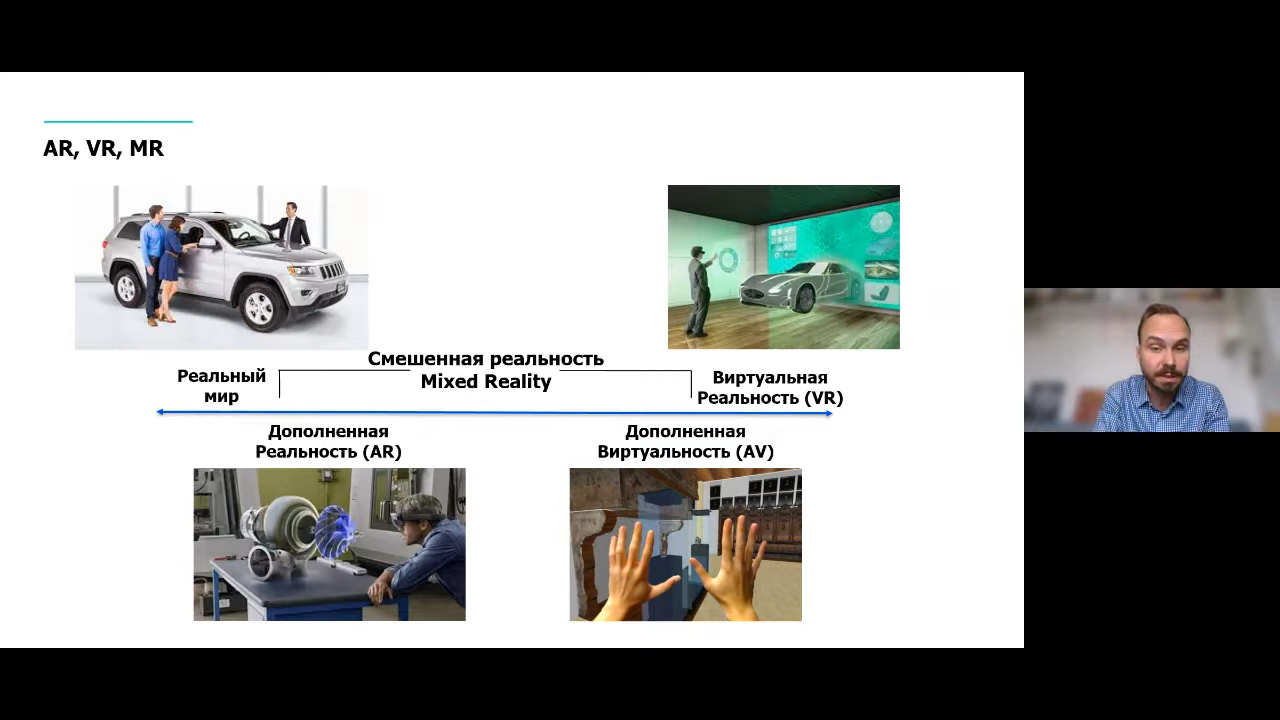 AR, VR, MR
Смешенная реальность
Mixed Reality
Реальный
мир
Виртуальная
Реальность (VR)
Дополненная
Реальность (AR)
Дополненная
Виртуальность (AV)